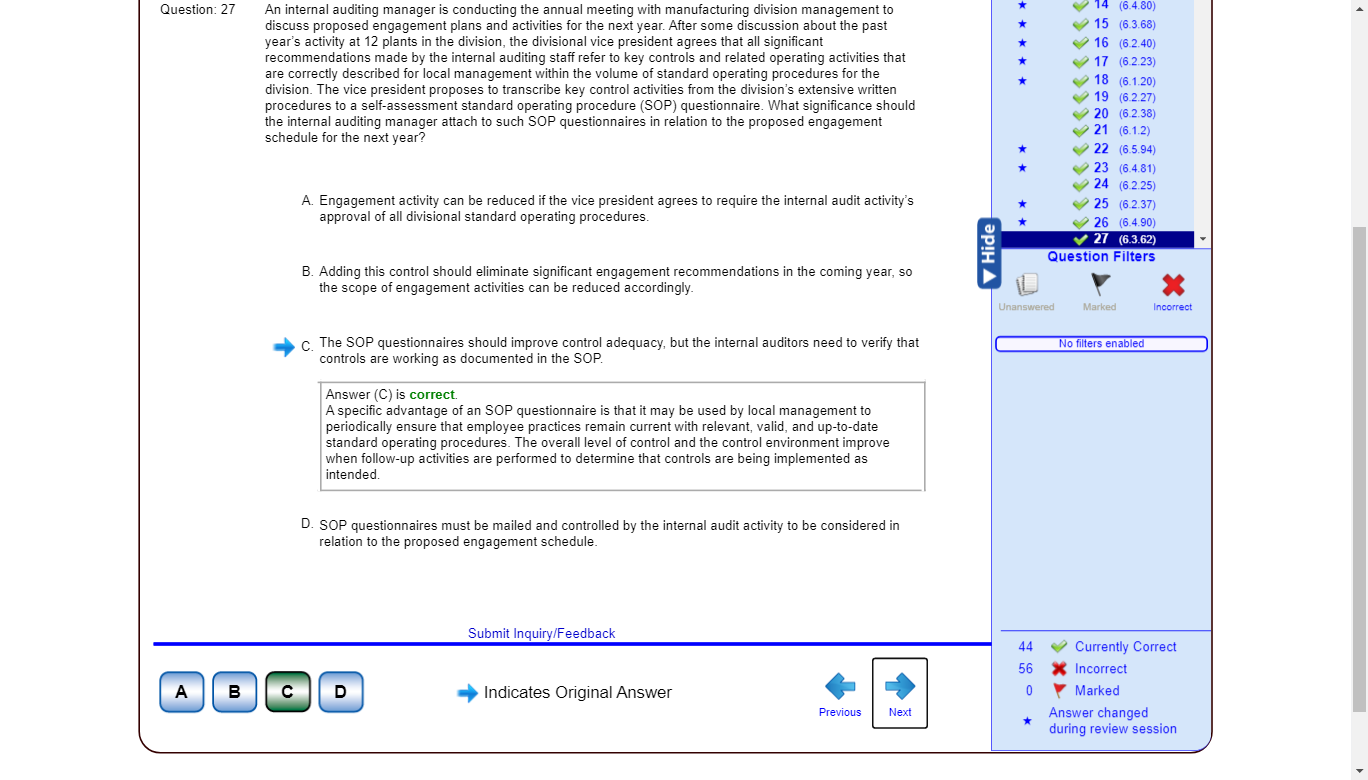 Question: 27
An internal auditing manager is conducting the annual meeting with manufacturing division management to
discuss proposed engagement plans and activities for the next year. After some discussion about the past
year's activity at 12 plants in the division, the divisional vice president agrees that all significant
recommendations made by the internal auditing staff refer to key controls and related operating activities that
are correctly described for local management within the volume of standard operating procedures for the
division. The vice president proposes to transcribe key control activities from the division's extensive written
procedures to a self-assessment standard operating procedure (SOP) questionnaire. What significance should
the internal auditing manager attach to such SOP questionnaires in relation to the proposed engagement
schedule for the next year?
A. Engagement activity can be reduced if the vice president agrees to require the internal audit activity's
approval of all divisional standard operating procedures.
B. Adding this control should eliminate significant engagement recommendations in the coming year, so
the scope of engagement activities can be reduced accordingly.
C. The SOP questionnaires should improve control adequacy, but the internal auditors need to verify that
controls are working as documented in the SOP.
Answer (C) is correct.
A specific advantage of an SOP questionnaire is that it may be used by local management to
periodically ensure that employee practices remain current with relevant, valid, and up-to-date
standard operating procedures. The overall level of control and the control environment improve
when follow-up activities are performed to determine that controls are being implemented as
intended.
D. SOP questionnaires must be mailed and controlled by the internal audit activity to be considered in
relation to the proposed engagement schedule.
Submit Inquiry/Feedback
A B C D
Indicates Original Answer
Previous
Next
14 (6.4.80)
15 (6.3.68)
16 (6.2.40)
17 (6.2.23)
18 (6.1.20)
19 (6.2.27)
20 (6.2.38)
21 (6.1.2)
22 (6.5.94)
23 (6.4.81)
24 (6.2.25)
25 (6.2.37)
26 (6.4.90)
27 (6.3.62)
Hide
Question Filters
Unanswered
Marked
Incorrect
No filters enabled
44 Currently Correct
56 Incorrect
0 Marked
Answer changed
during review session